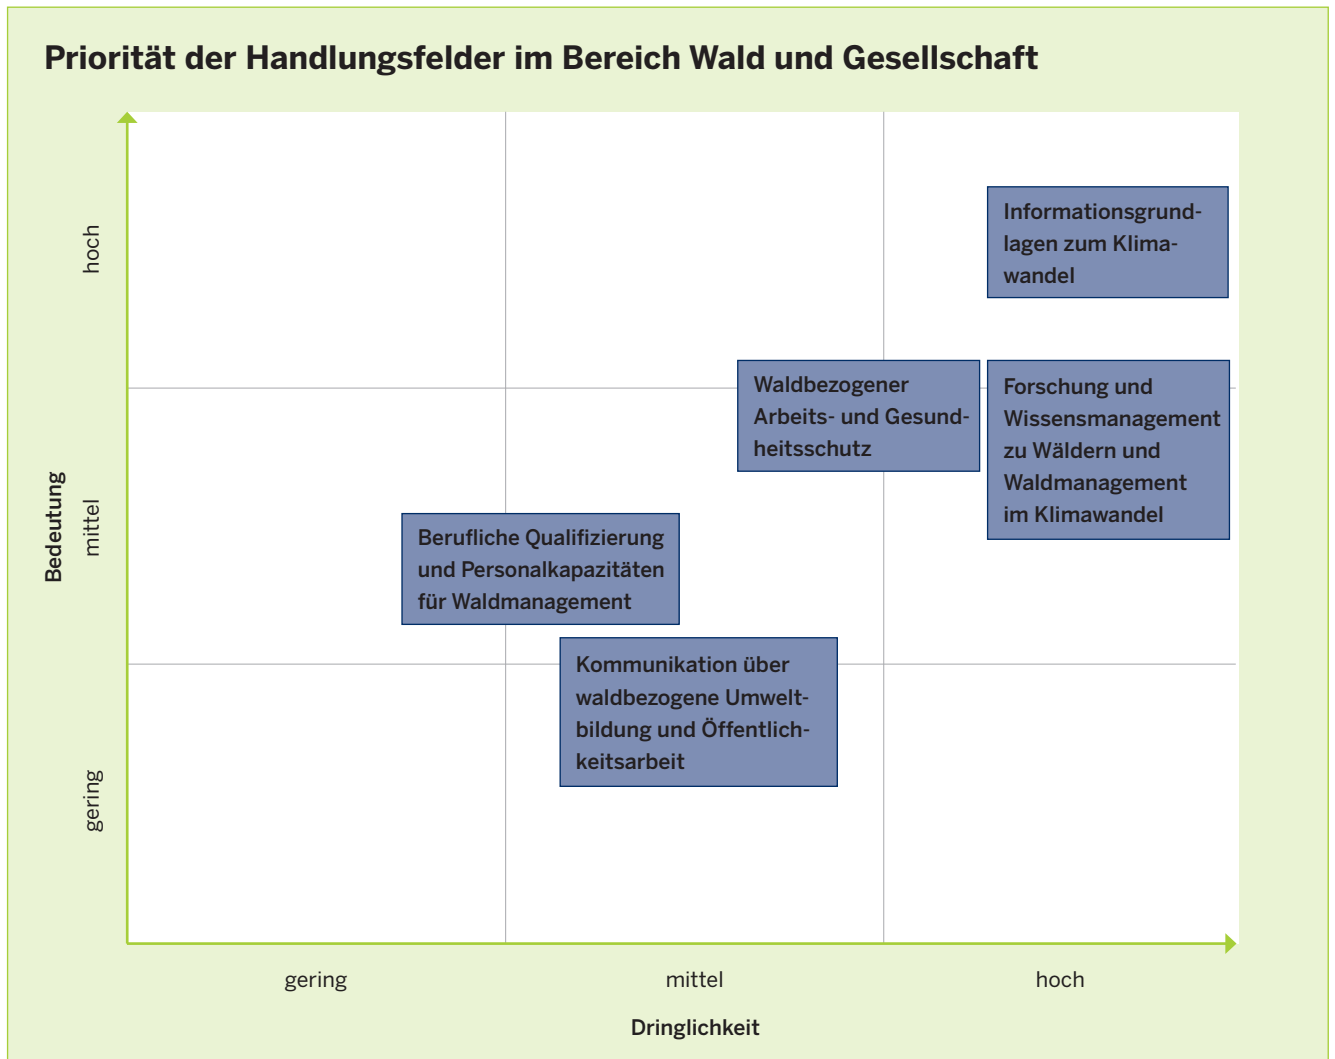 Priorität der Handlungsfelder im Bereich Wald und Gesellschaft
hoch
Informationsgrund-
lagen zum Klima-
wandel
Waldbezogener
Arbeits- und Gesund-
heitsschutz
Forschung und
Wissensmanagement
zu Wäldern und
Waldmanagement
im Klimawandel
Bedeutung
mittel
Berufliche Qualifizierung
und Personalkapazitäten
für Waldmanagement
Kommunikation über
waldbezogene Umwelt-
bildung und Öffentlich-
keitsarbeit
gering
gering
mittel
hoch
Dringlichkeit